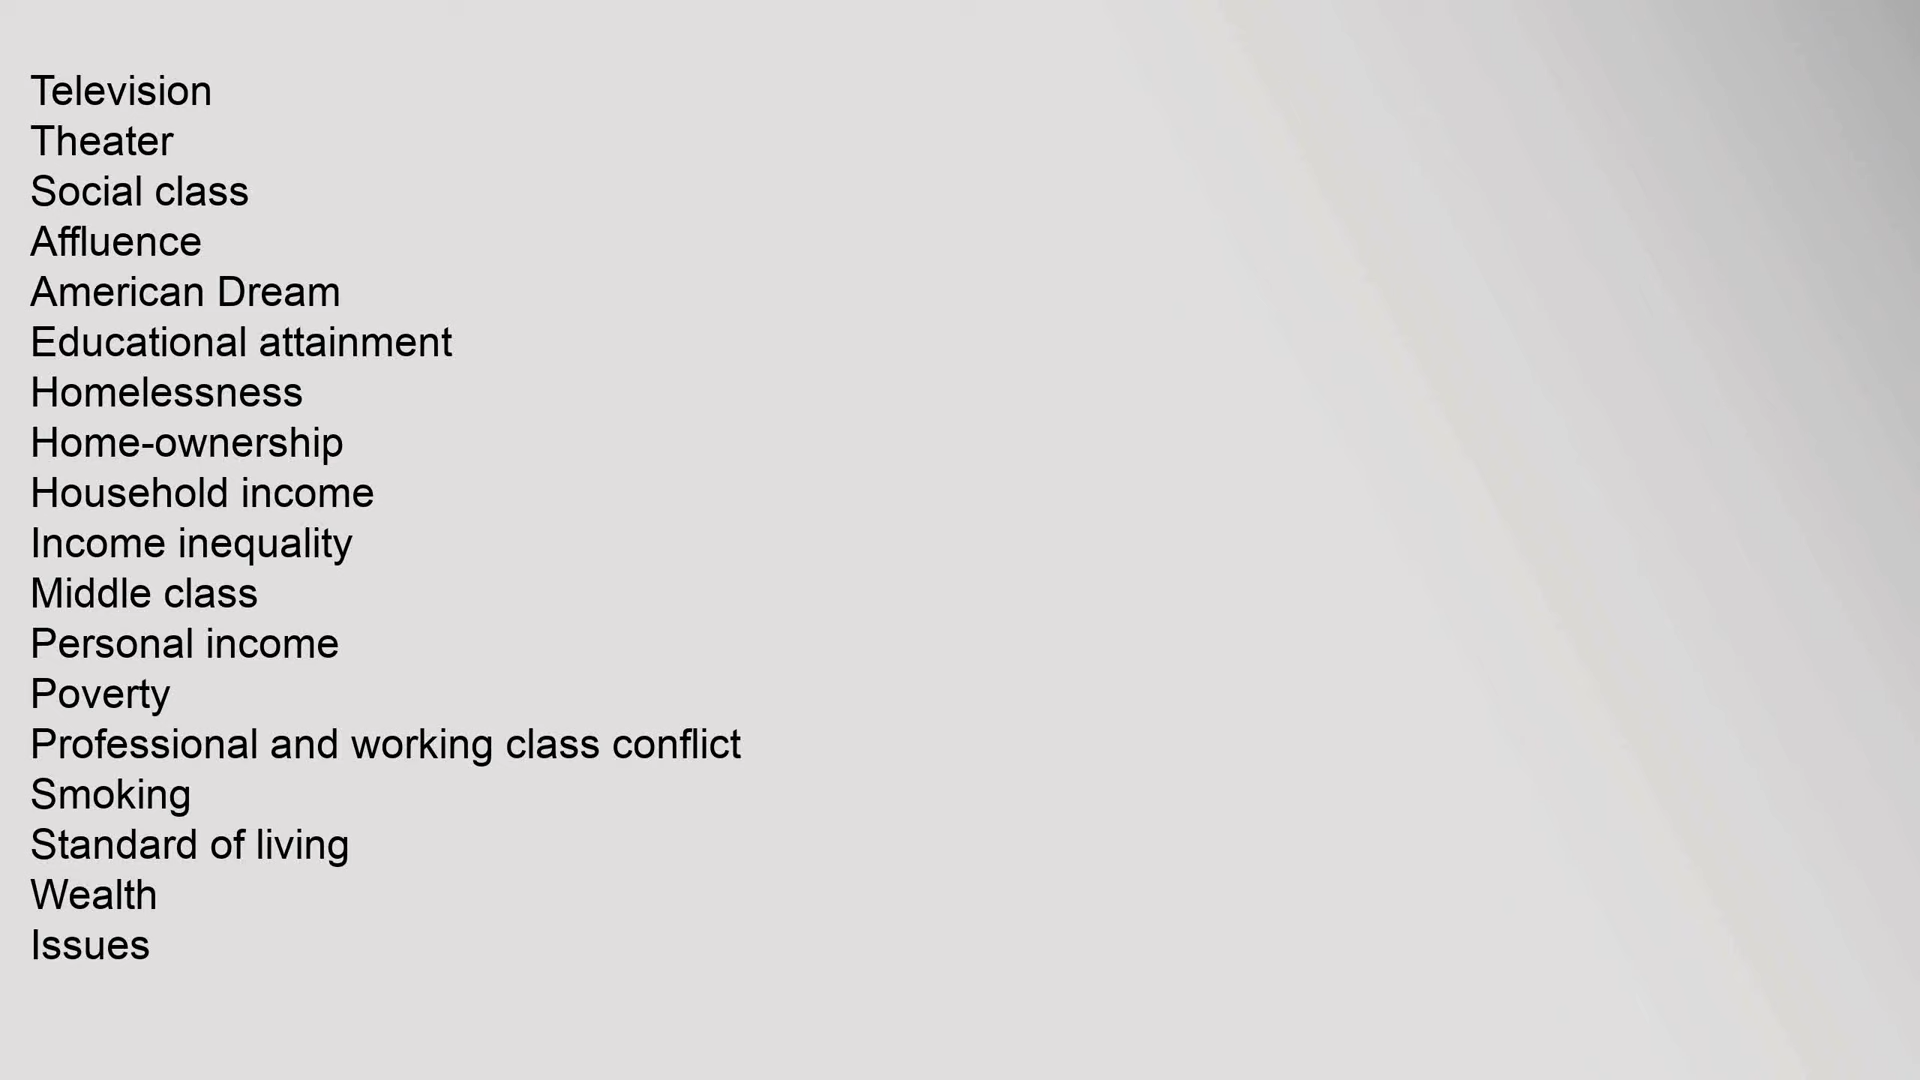 Television
Theater
Social class
Affluence
American Dream
Educational attainment
Homelessness
Home-ownership
Household income
Income inequality
Middle class
Personal income
Poverty
Professional and working class conflict
Smoking
Standard of living
Wealth
Issues